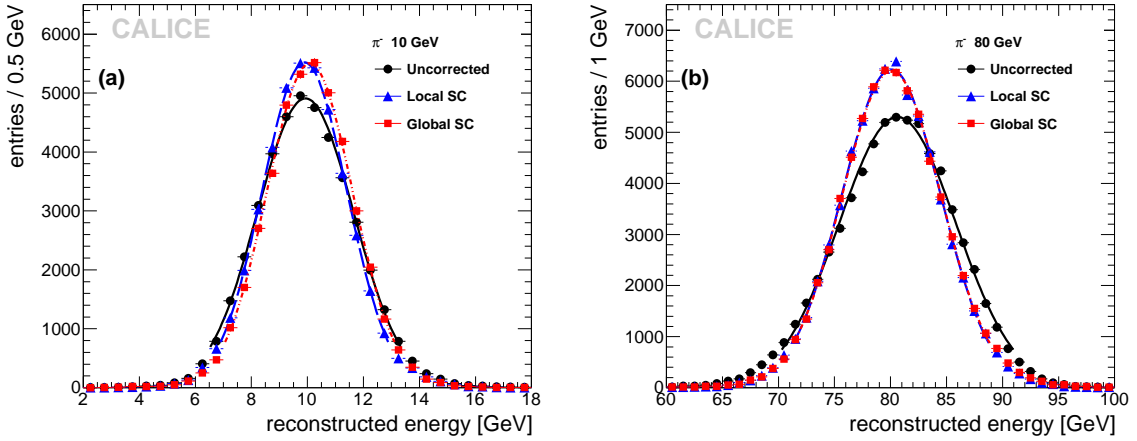 CALICE
(a)
π⁻ 10 GeV
Uncorrected
Local SC
Global SC
entries / 0.5 GeV
6000
5000
4000
3000
2000
1000
0
2 4 6 8 10 12 14 16 18
reconstructed energy [GeV]
CALICE
(b)
π⁻ 80 GeV
Uncorrected
Local SC
Global SC
entries / 1 GeV
7000
6000
5000
4000
3000
2000
1000
0
60 65 70 75 80 85 90 95 100
reconstructed energy [GeV]